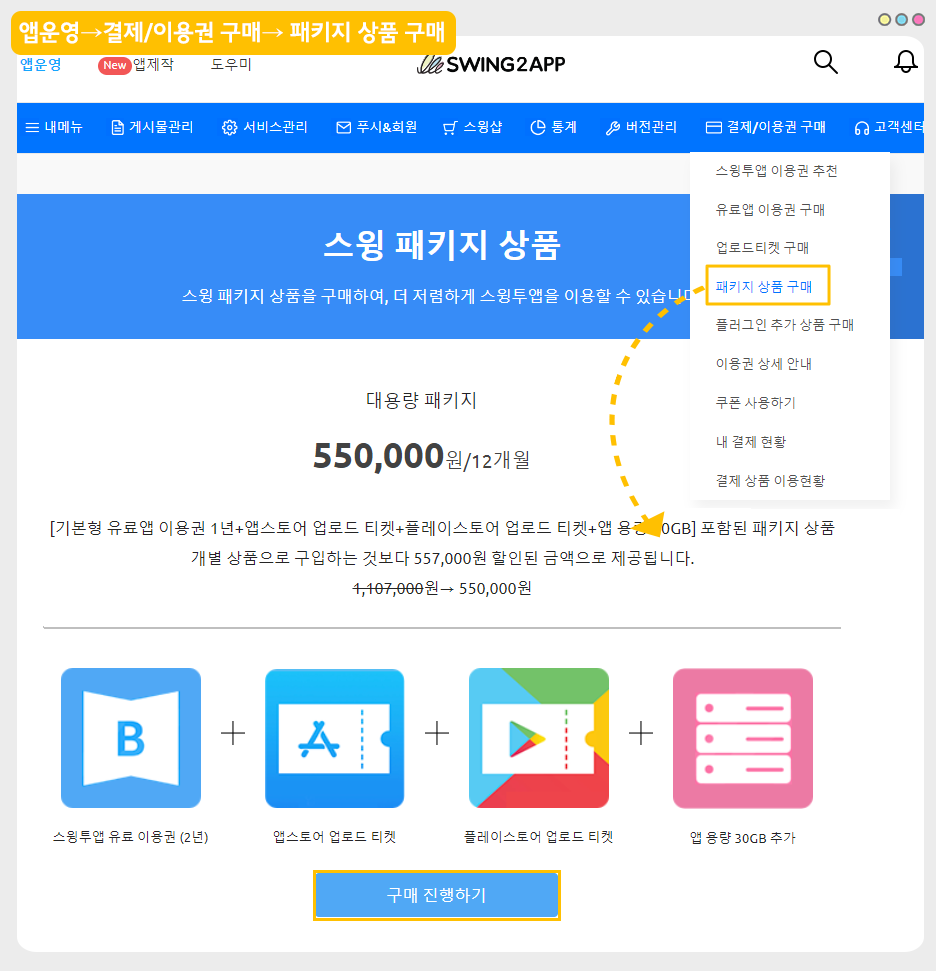 앱운영→결제/이용권 구매→ 패키지 상품 구매
앱운영 New 앱제작 도우미 SWING2APP
내메뉴 게시물관리 서비스관리 푸시&회원 스윙샵 통계 버전관리 결제/이용권 구매 고객센터
스윙투앱 이용권 추천
유료앱 이용권 구매
업로드티켓 구매
패키지 상품 구매
플러그인 추가 상품 구매
이용권 상세 안내
쿠폰 사용하기
내 결제 현황
결제 상품 이용현황
스윙 패키지 상품
스윙 패키지 상품을 구매하여, 더 저렴하게 스윙투앱을 이용할 수 있습니다
대용량 패키지
550,000원/12개월
[기본형 유료앱 이용권 1년+앱스토어 업로드 티켓+플레이스토어 업로드 티켓+앱 용량 0GB] 포함된 패키지 상품
개별 상품으로 구입하는 것보다 557,000원 할인된 금액으로 제공됩니다.
1,107,000원→ 550,000원
B
스윙투앱 유료 이용권 (2년) 앱스토어 업로드 티켓 플레이스토어 업로드 티켓 앱 용량 30GB 추가
구매 진행하기